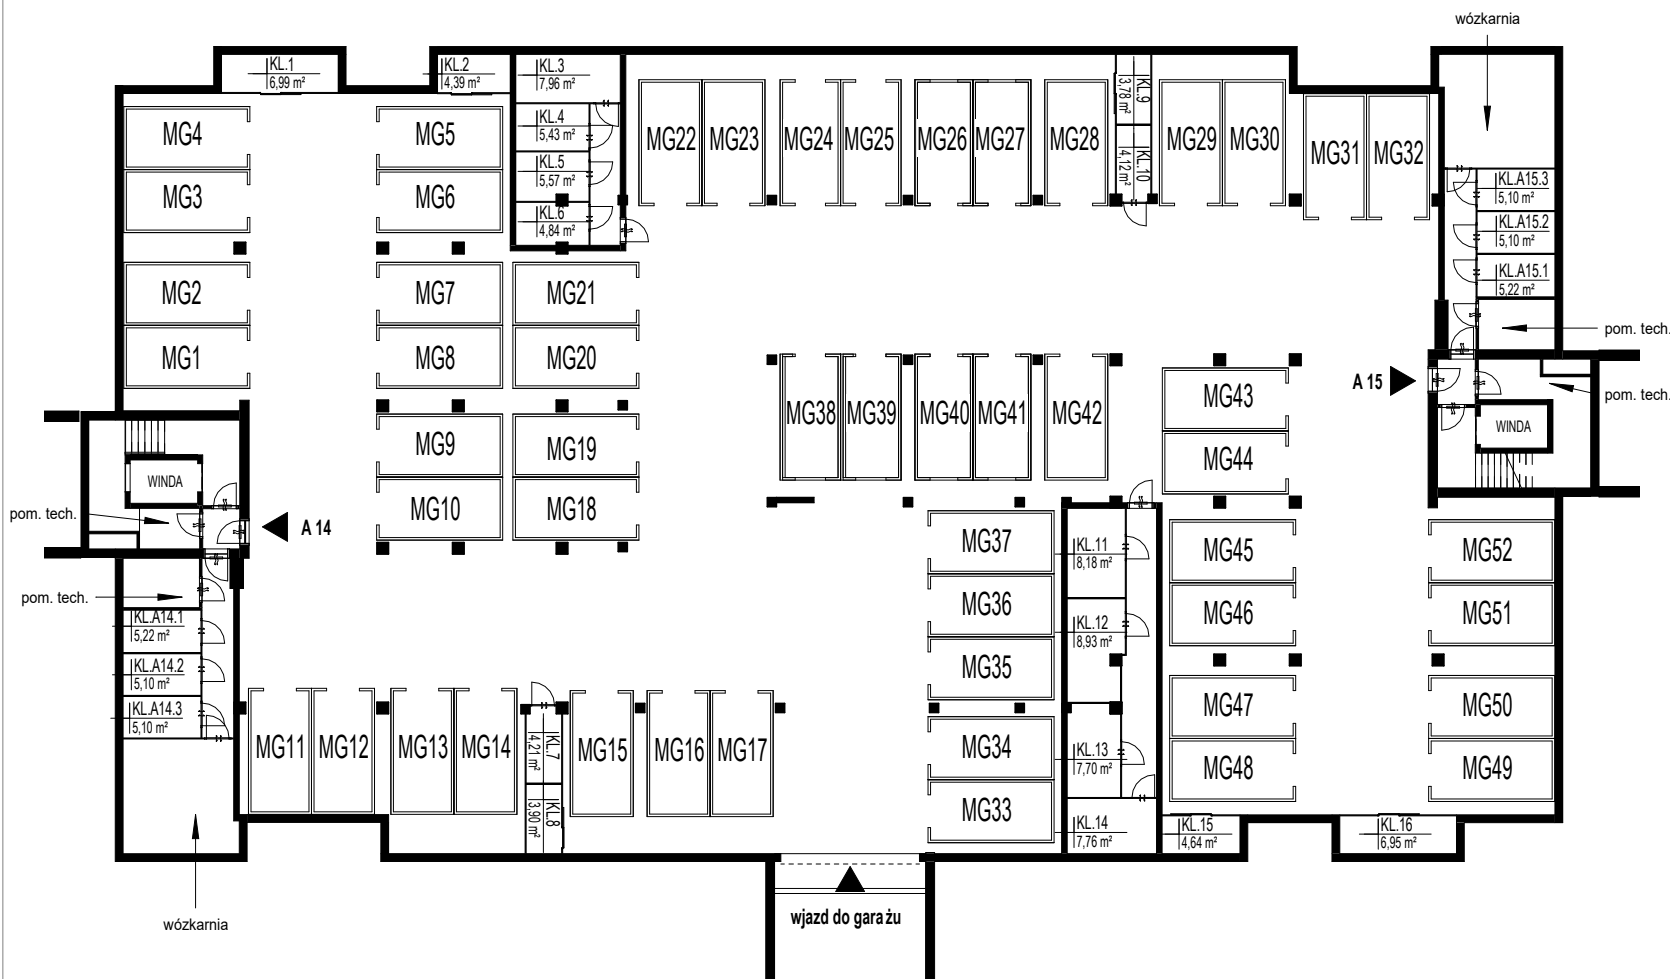 wózkarnia
KL.1
6,99 m²
KL.2
4,39 m²
KL.3
7,96 m²
KL.4
5,43 m²
KL.5
5,57 m²
KL.6
4,84 m²
KL.9
3,78 m²
KL.10
4,12 m²
MG4
MG5
MG3
MG6
MG22
MG23
MG24
MG25
MG26
MG27
MG28
MG29
MG30
MG31
MG32
KL.A15.3
5,10 m²
KL.A15.2
5,10 m²
KL.A15.1
5,22 m²
MG2
MG7
MG21
MG1
MG8
MG20
pom. tech.
A 15
pom. tech.
WINDA
MG38
MG39
MG40
MG41
MG42
MG43
MG44
MG9
MG19
MG10
MG18
WINDA
pom. tech.
A 14
pom. tech.
MG37
MG36
MG35
MG34
MG33
KL.11
8,18 m²
KL.12
8,93 m²
KL.13
7,70 m²
KL.14
7,76 m²
MG45
MG52
MG46
MG51
MG47
MG50
MG48
MG49
KL.A14.1
5,22 m²
KL.A14.2
5,10 m²
KL.A14.3
5,10 m²
MG11
MG12
MG13
MG14
KL.7
4,21 m²
KL.8
3,90 m²
MG15
MG16
MG17
KL.15
4,64 m²
KL.16
6,95 m²
wózkarnia
wjazd do garażu